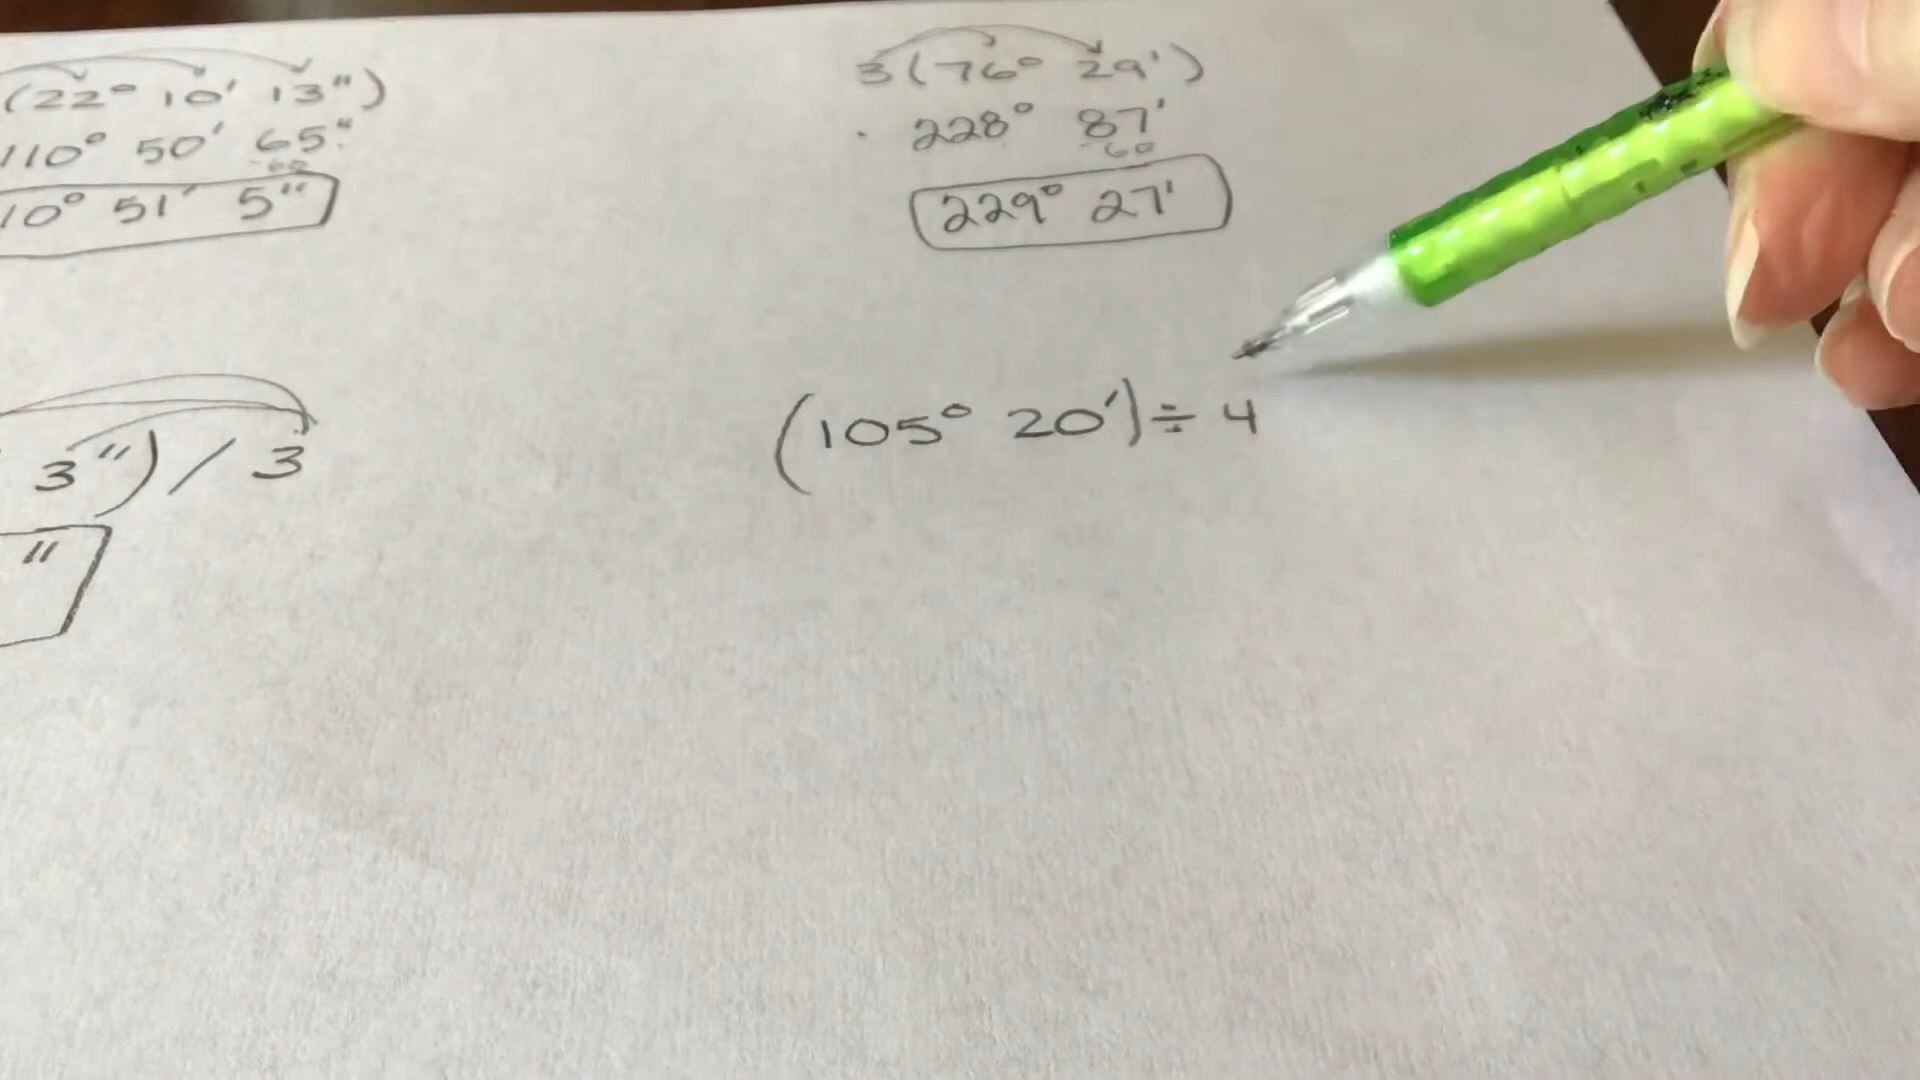 (22° 10' 13")
110° 50' 65"
-60
10° 51' 5"
3(76° 29')
228° 87'
-60
229° 27'
3") / 3
"
(105° 20') ÷ 4